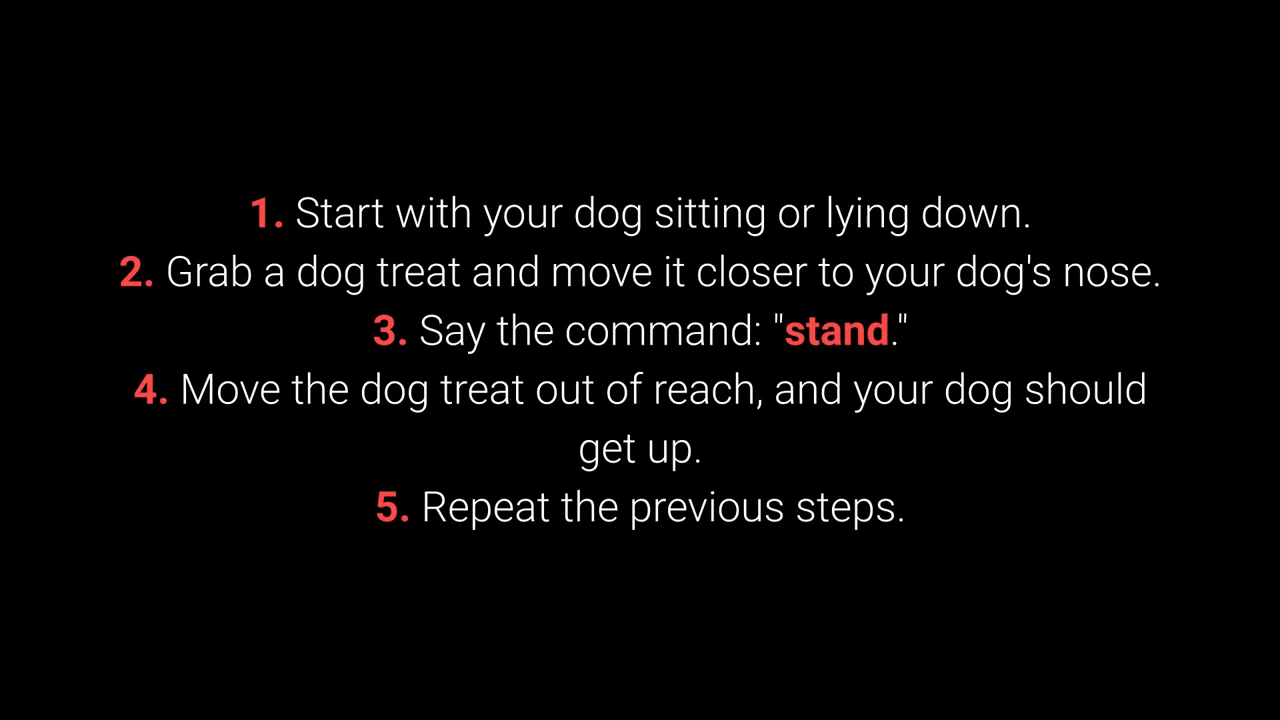 1. Start with your dog sitting or lying down.
2. Grab a dog treat and move it closer to your dog's nose.
3. Say the command: "stand."
4. Move the dog treat out of reach, and your dog should
get up.
5. Repeat the previous steps.